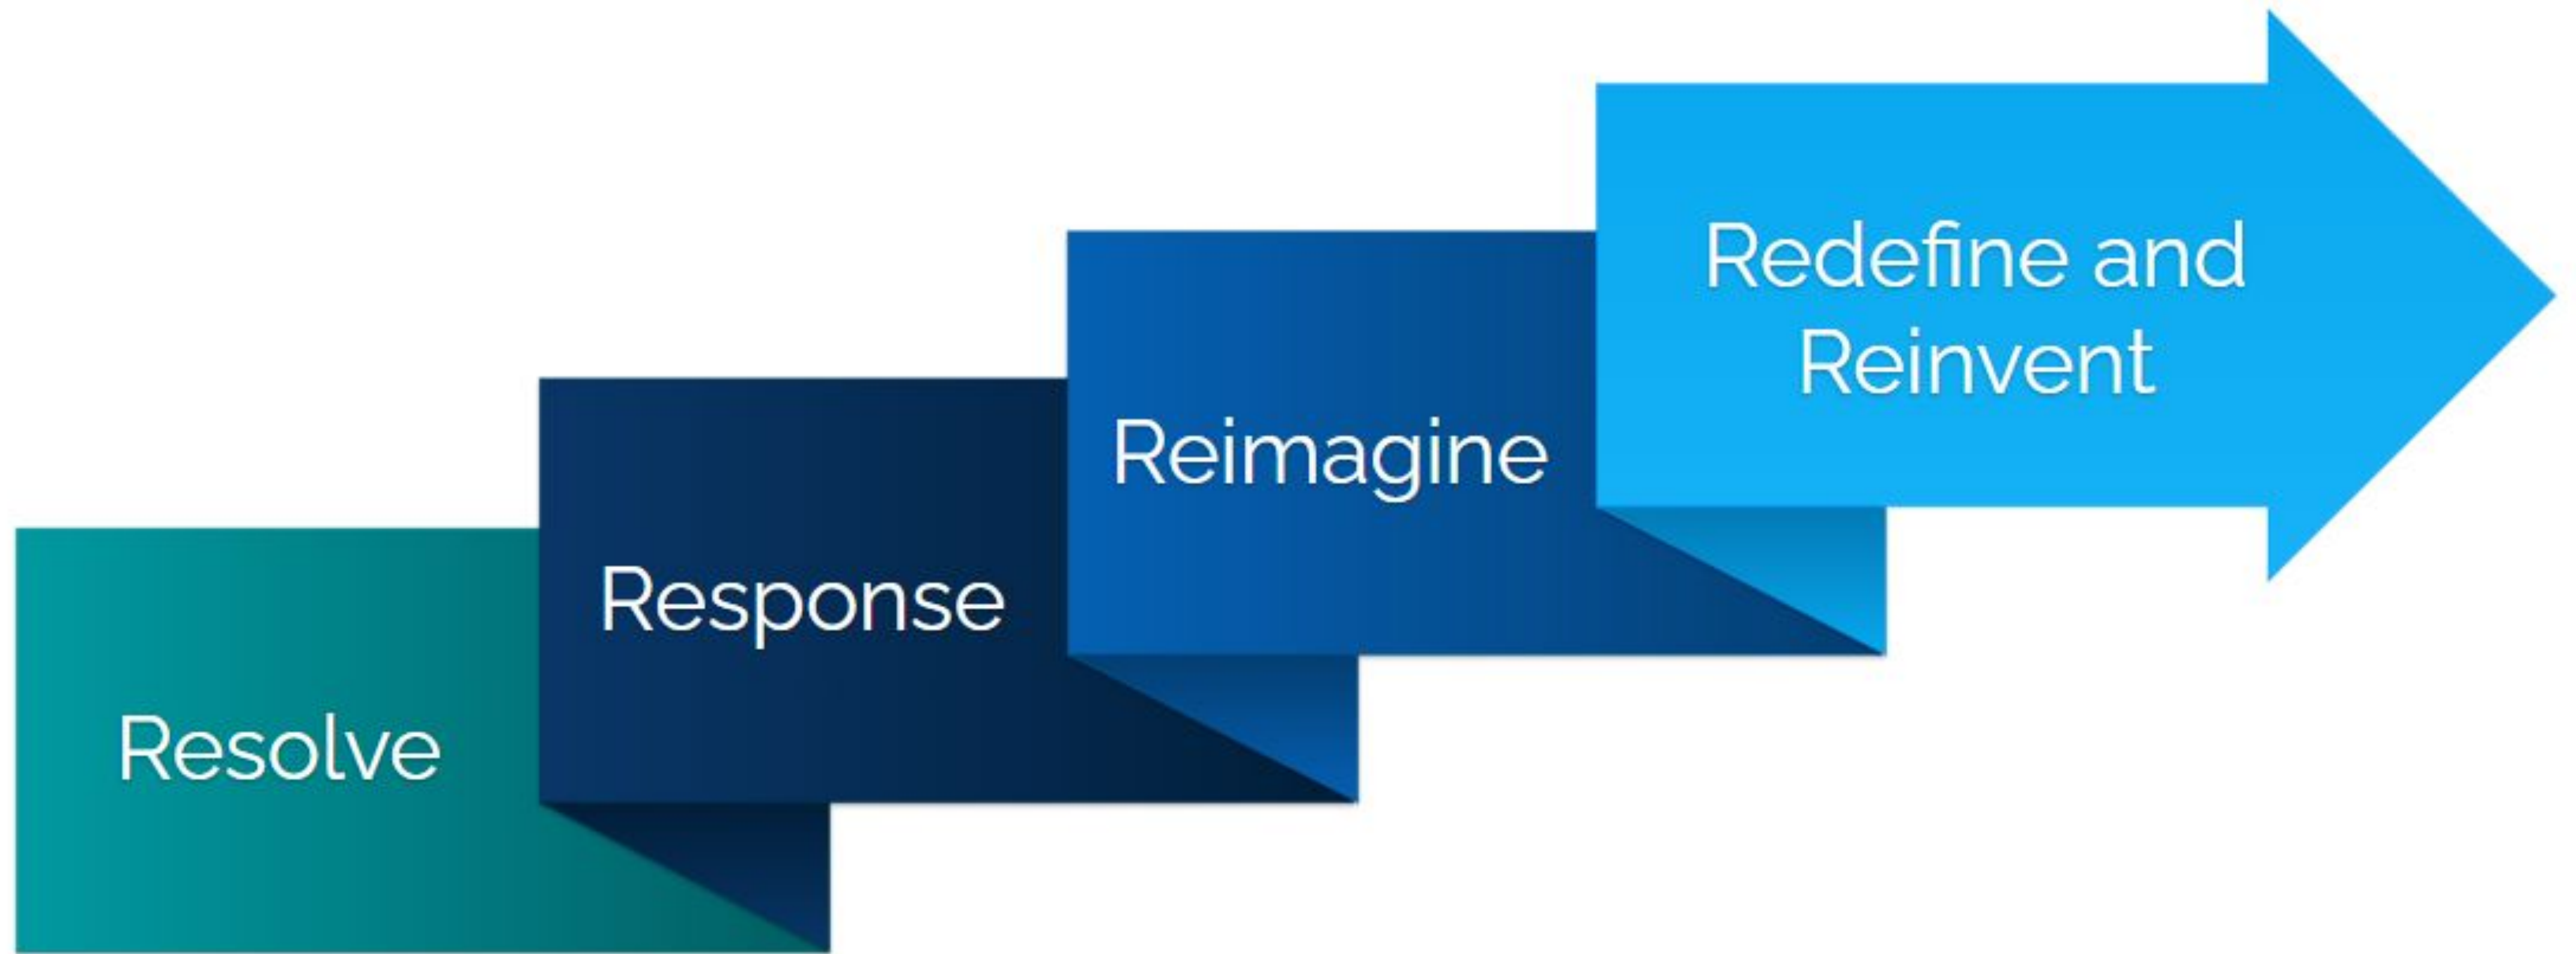 Resolve
Response
Reimagine
Redefine and
Reinvent